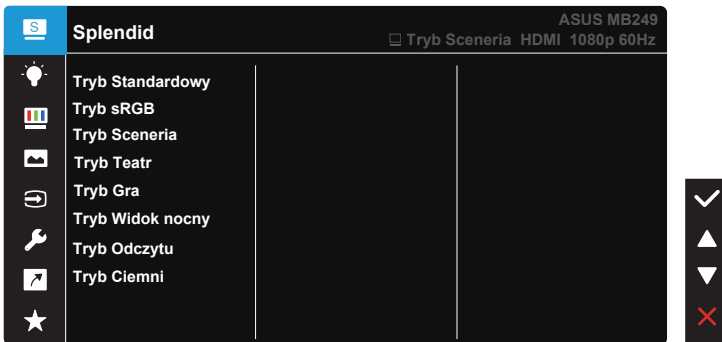 S
Splendid
ASUS MB249
Tryb Sceneria HDMI 1080p 60Hz
Tryb Standardowy
Tryb sRGB
Tryb Sceneria
Tryb Teatr
Tryb Gra
Tryb Widok nocny
Tryb Odczytu
Tryb Ciemni